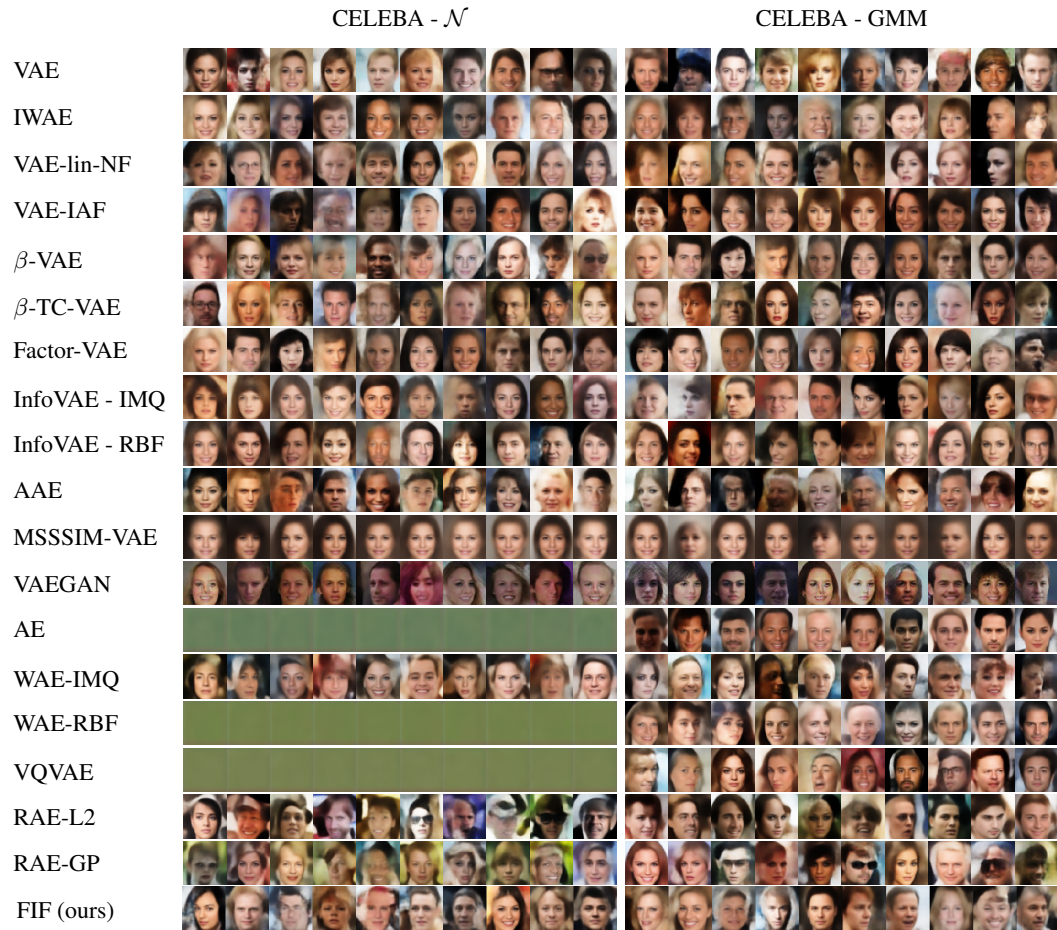 CELEBA - 𝒩 CELEBA - GMM
VAE
IWAE
VAE-lin-NF
VAE-IAF
β-VAE
β-TC-VAE
Factor-VAE
InfoVAE - IMQ
InfoVAE - RBF
AAE
MSSSIM-VAE
VAEGAN
AE
WAE-IMQ
WAE-RBF
VQVAE
RAE-L2
RAE-GP
FIF (ours)